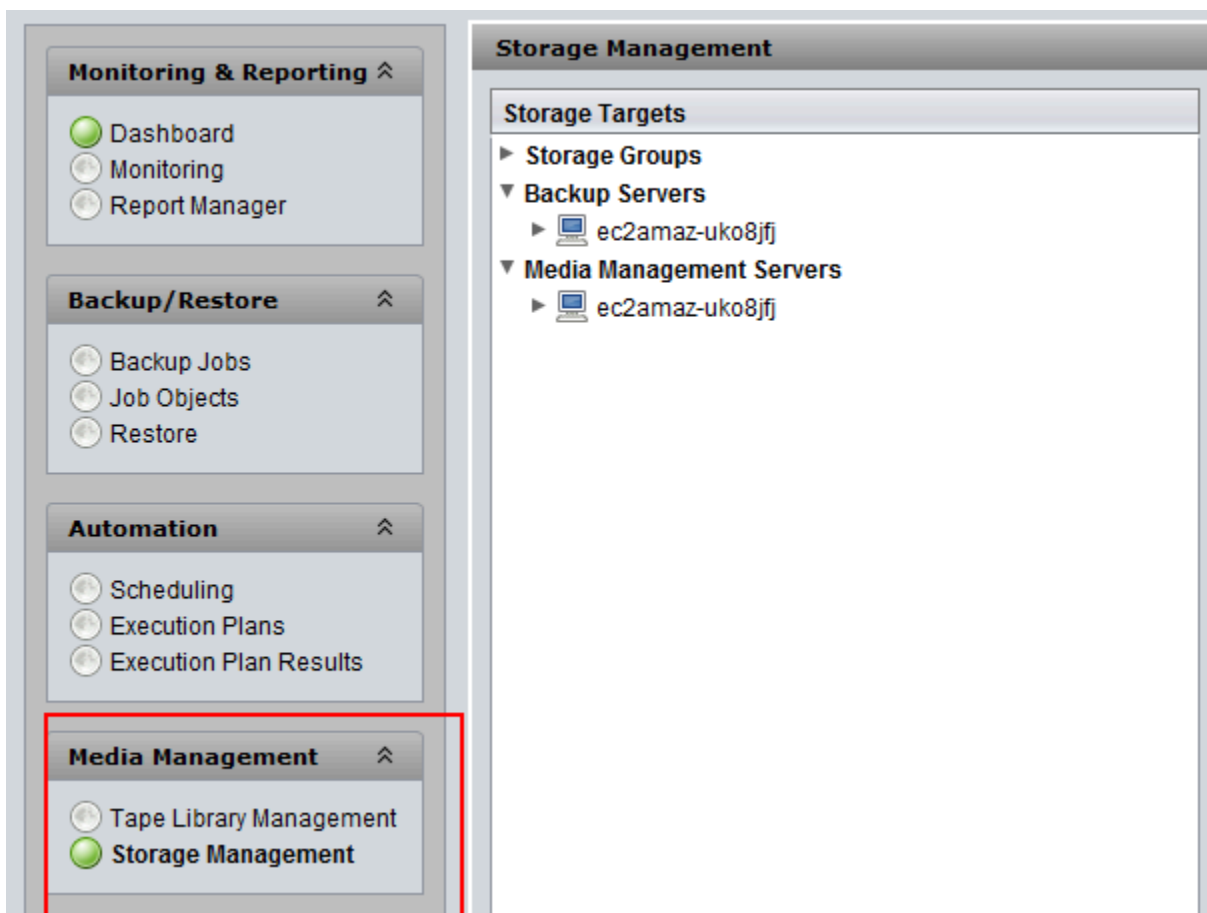 Monitoring & Reporting
Dashboard
Monitoring
Report Manager
Backup/Restore
Backup Jobs
Job Objects
Restore
Automation
Scheduling
Execution Plans
Execution Plan Results
Media Management
Tape Library Management
Storage Management
Storage Management
Storage Targets
Storage Groups
Backup Servers
ec2amaz-uko8jfj
Media Management Servers
ec2amaz-uko8jfj